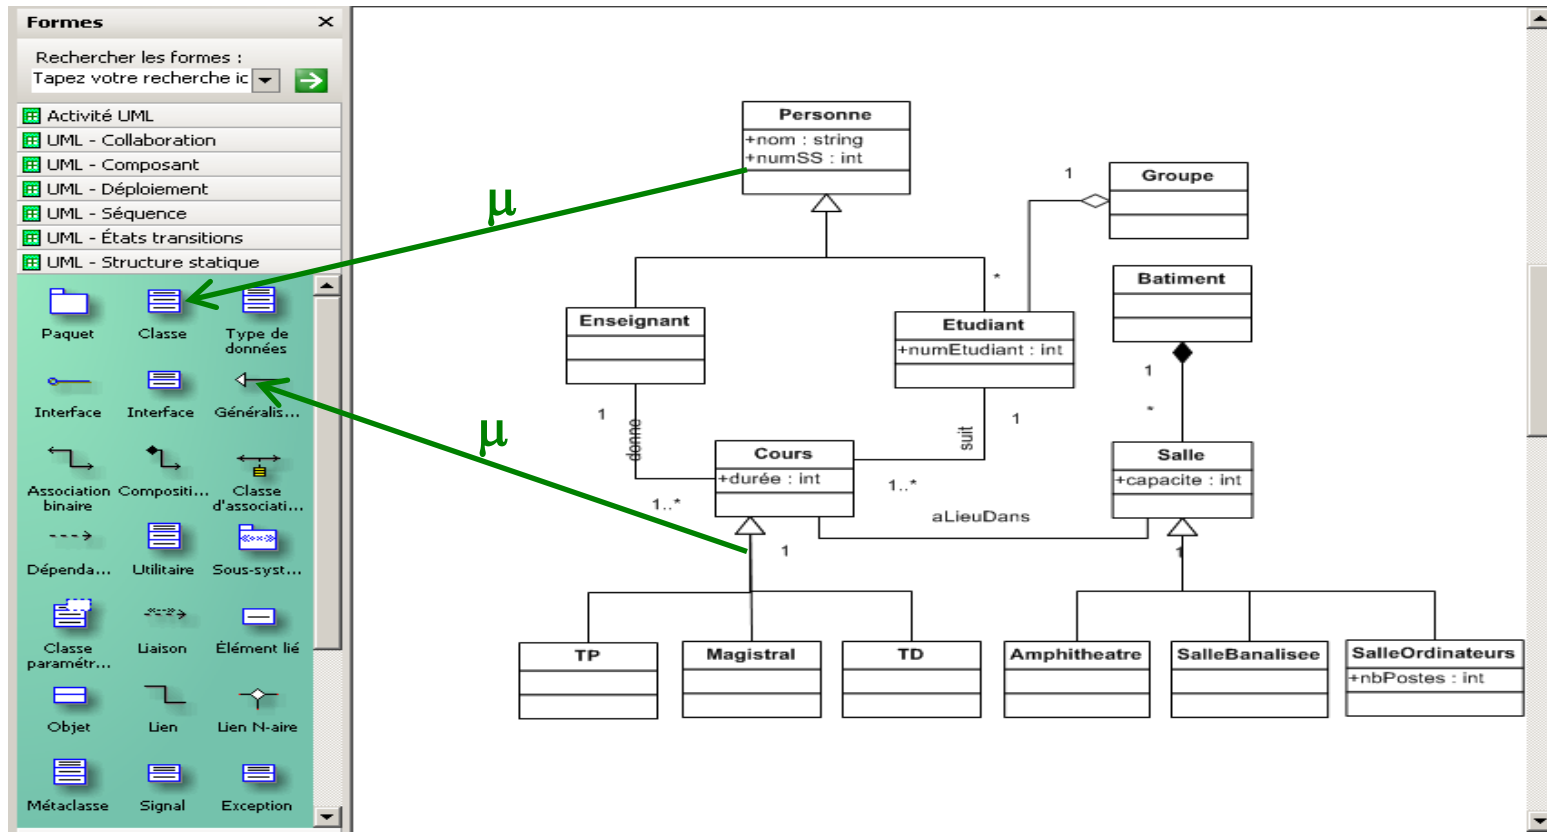 Formes
Rechercher les formes :
Tapez votre recherche ic
Activité UML
UML - Collaboration
UML - Composant
UML - Déploiement
UML - Séquence
UML - États transitions
UML - Structure statique
Paquet
Classe
Type de
données
Interface
Interface
Généralis...
Association
binaire
Compositi...
Classe
d'associati...
Dépenda...
Utilitaire
Sous-syst...
Classe
paramétr...
Liaison
Élément lié
Objet
Lien
Lien N-aire
Métaclasse
Signal
Exception
μ
μ
Personne
+nom : string
+numSS : int
1
Groupe
*
Batiment
Enseignant
Etudiant
+numEtudiant : int
1
*
1
donne
suit
1
Cours
+durée : int
1..*
1..*
Salle
+capacite : int
aLieuDans
1
1
TP
Magistral
TD
Amphitheatre
SalleBanalisee
SalleOrdinateurs
+nbPostes : int